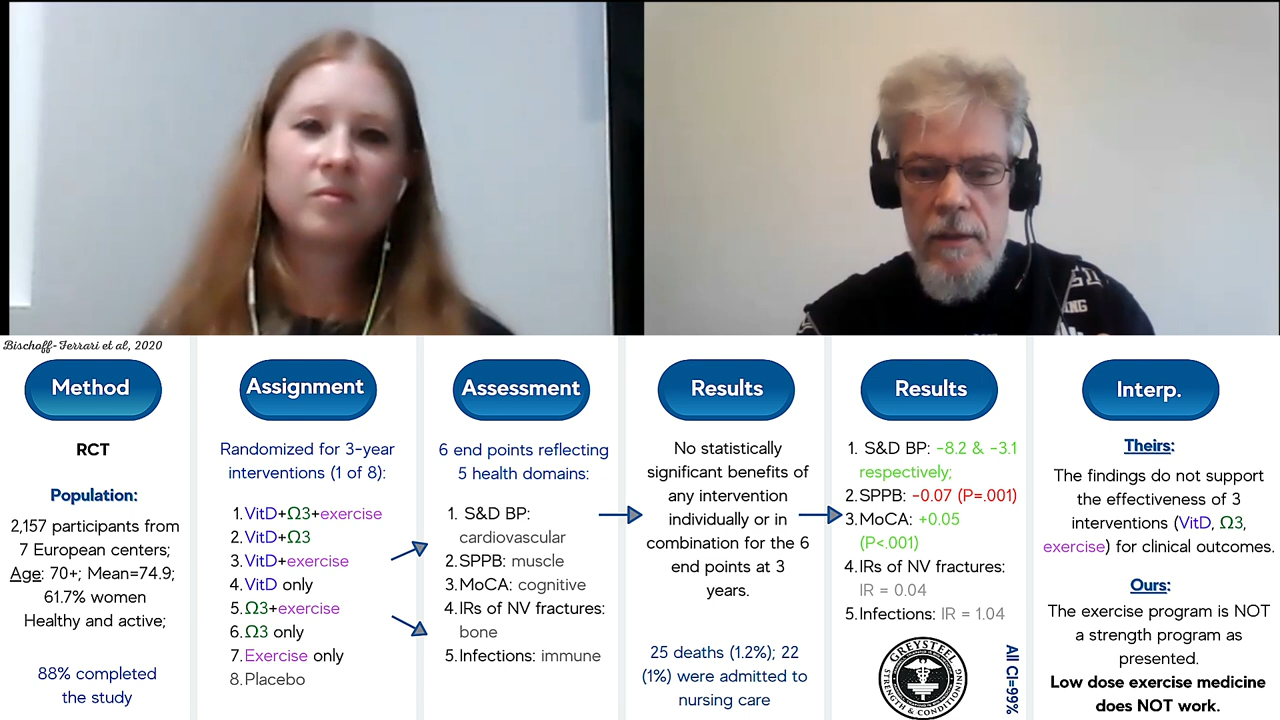 Bischoff-Ferrari et al, 2020
Method
RCT
Population:
2,157 participants from
7 European centers;
Age: 70+; Mean=74.9;
61.7% women
Healthy and active;
88% completed
the study
Assignment
Randomized for 3-year
interventions (1 of 8):
1.VitD+Ω3+exercise
2.VitD+Ω3
3.VitD+exercise
4.VitD only
5.Ω3+exercise
6.Ω3 only
7.Exercise only
8.Placebo
Assessment
6 end points reflecting
5 health domains:
1. S&D BP:
cardiovascular
2.SPPB: muscle
3.MoCA: cognitive
4.IRs of NV fractures:
bone
5.Infections: immune
Results
No statistically
significant benefits of
any intervention
individually or in
combination for the 6
end points at 3
years.
25 deaths (1.2%); 22
(1%) were admitted to
nursing care
Results
1. S&D BP: −8.2 & −3.1
respectively;
2.SPPB: −0.07 (P=.001)
3.MoCA: +0.05
(P<.001)
4.IRs of NV fractures:
IR = 0.04
5.Infections: IR = 1.04
GREYSTEEL
STRENGTH & CONDITIONING
All CI=99%
Interp.
Theirs:
The findings do not support
the effectiveness of 3
interventions (VitD, Ω3,
exercise) for clinical outcomes.
Ours:
The exercise program is NOT
a strength program as
presented.
Low dose exercise medicine
does NOT work.